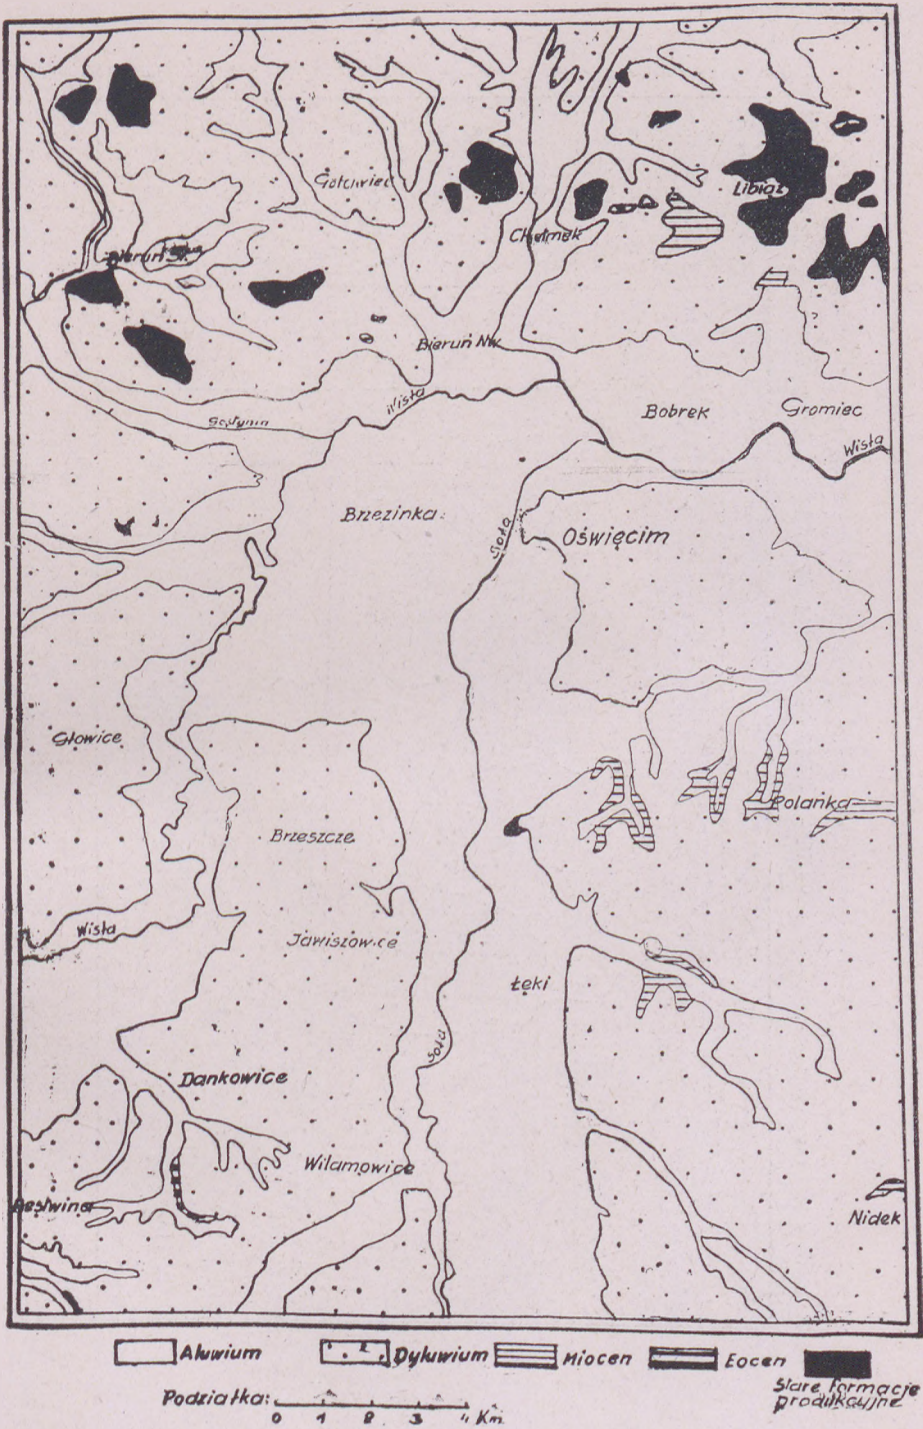 Gołchwiec
Libiąż
Chełmek
Bieruń St.
Bieruń Nw.
Wisła
Gostynia
Bobrek
Gromiec
Wisła
Brzezinka
Soła
Oświęcim
Głowice
Polanka
Brzeszcze
Wisła
Jawiszowice
Łęki
Soła
Dankowice
Wilamowice
Bestwina
Nidek
Aluwium
Dyluwium
Miocen
Eocen
Stare formacje
produkcyjne
Podziałka:
0 1 2 3 4 Km.